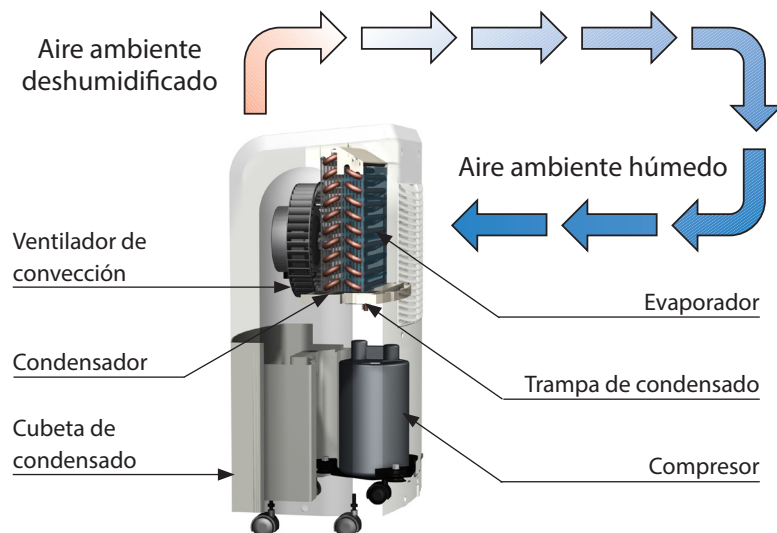 Aire ambiente
deshumidificado
Aire ambiente húmedo
Ventilador de
convección
Condensador
Cubeta de
condensado
Evaporador
Trampa de condensado
Compresor